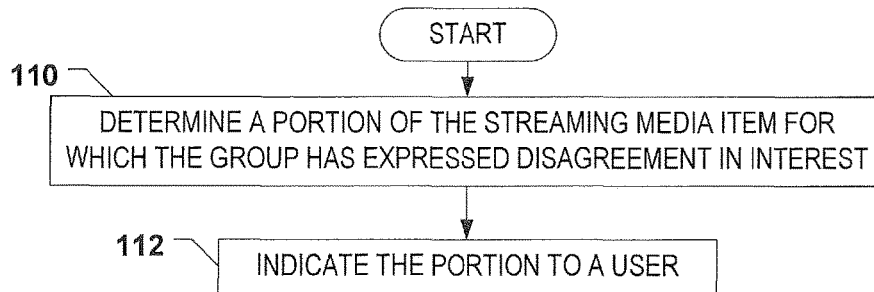 START
110
DETERMINE A PORTION OF THE STREAMING MEDIA ITEM FOR
WHICH THE GROUP HAS EXPRESSED DISAGREEMENT IN INTEREST
112
INDICATE THE PORTION TO A USER